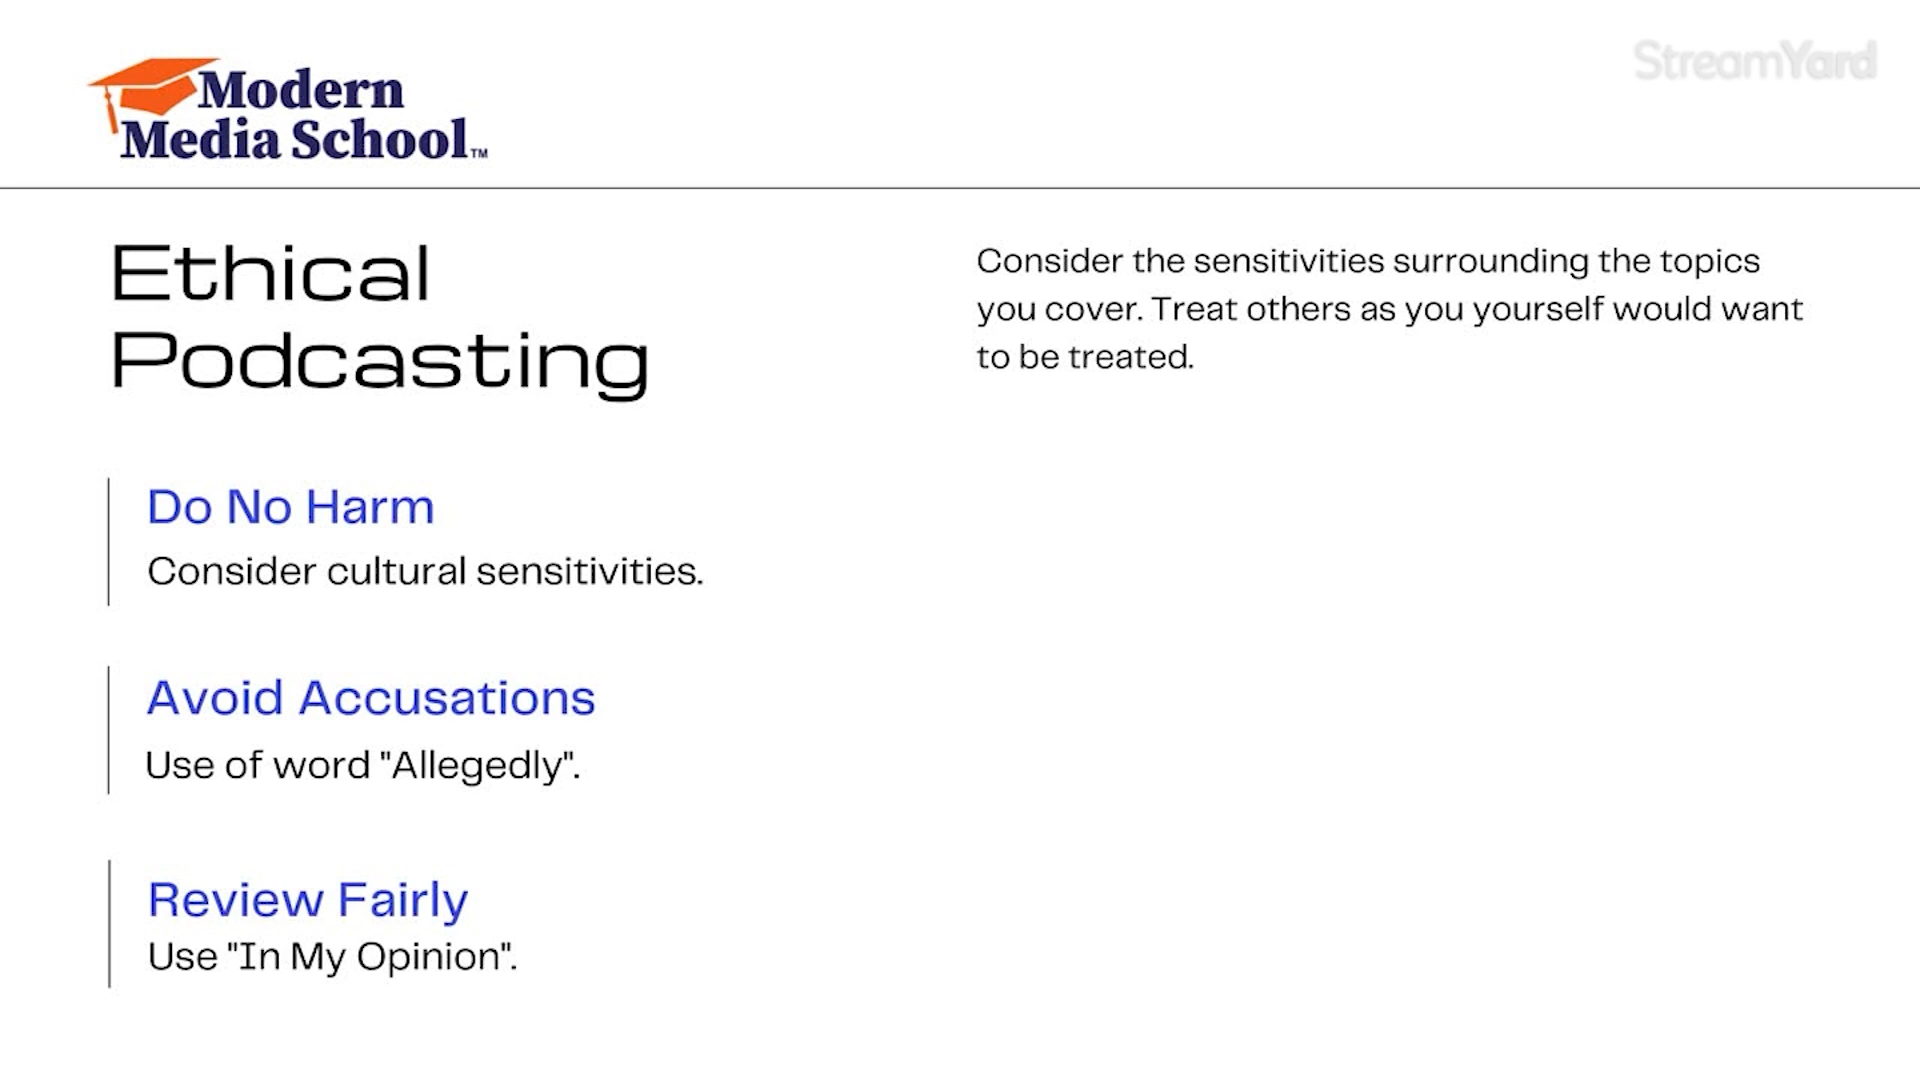 Modern
Media School™
StreamYard
Ethical
Podcasting
Consider the sensitivities surrounding the topics
you cover. Treat others as you yourself would want
to be treated.
Do No Harm
Consider cultural sensitivities.
Avoid Accusations
Use of word "Allegedly".
Review Fairly
Use "In My Opinion".